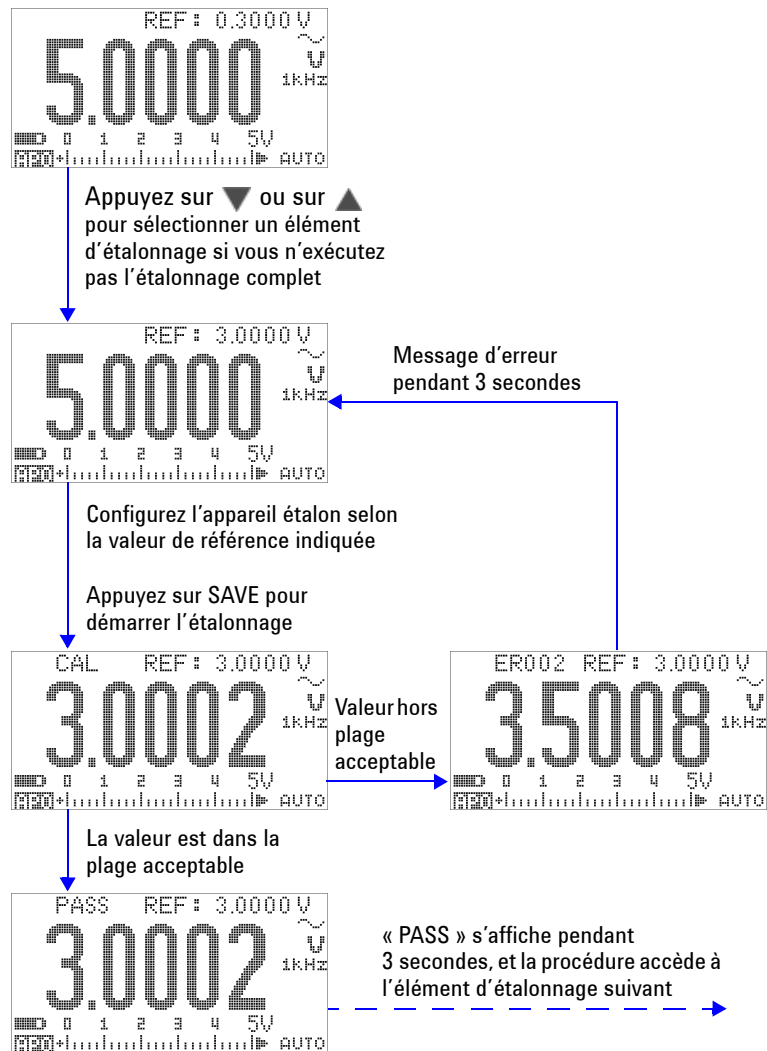 REF: 0.3000 V
5.0000
V
1kHz
0 1 2 3 4 5V
APO AUTO
Appuyez sur ▼ ou sur ▲
pour sélectionner un élément
d'étalonnage si vous n'exécutez
pas l'étalonnage complet
REF: 3.0000 V
5.0000
V
1kHz
0 1 2 3 4 5V
APO AUTO
Message d'erreur
pendant 3 secondes
Configurez l'appareil étalon selon
la valeur de référence indiquée
Appuyez sur SAVE pour
démarrer l'étalonnage
CAL REF: 3.0000 V
3.0002
V
1kHz
0 1 2 3 4 5V
APO AUTO
Valeur hors
plage
acceptable
ER002 REF: 3.0000 V
3.5008
V
1kHz
0 1 2 3 4 5V
APO AUTO
La valeur est dans la
plage acceptable
PASS REF: 3.0000 V
3.0002
V
1kHz
0 1 2 3 4 5V
APO AUTO
« PASS » s'affiche pendant
3 secondes, et la procédure accède à
l'élément d'étalonnage suivant